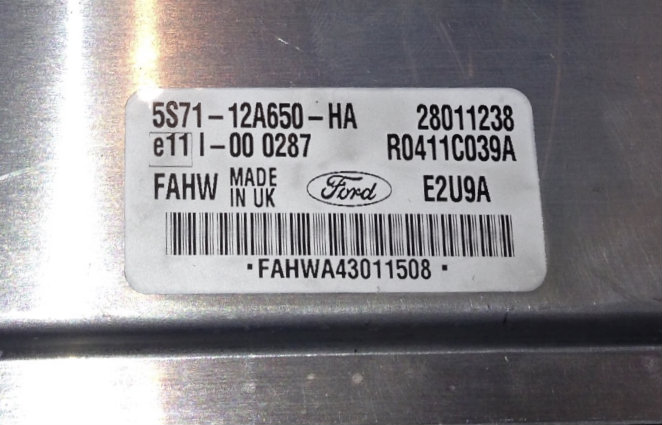 5S71-12A650-HA 28011238
e11 I-00 0287 R0411C039A
FAHW MADE IN UK Ford E2U9A
·FAHWA43011508·